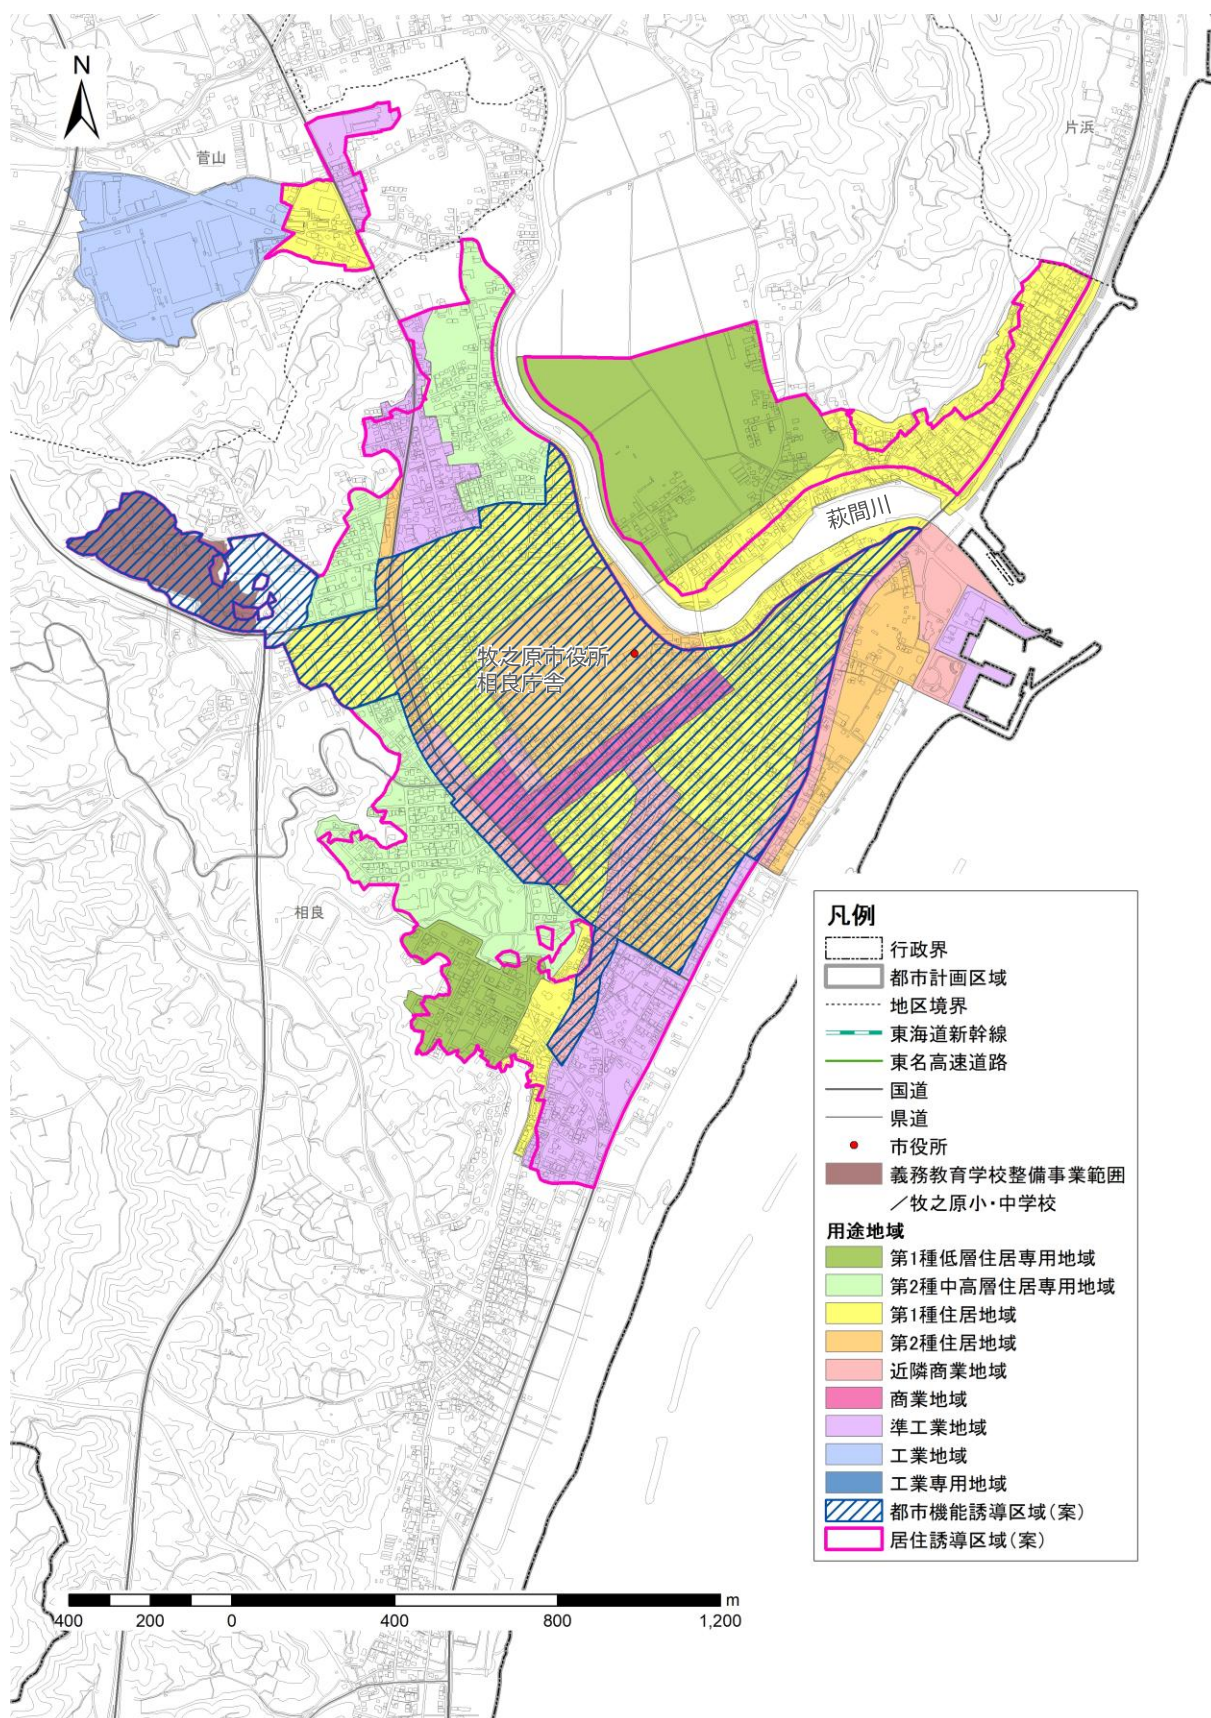 N
菅山
片浜
萩間川
牧之原市役所
相良庁舎
相良
凡例
行政界
都市計画区域
地区境界
東海道新幹線
東名高速道路
国道
県道
市役所
義務教育学校整備事業範囲
／牧之原小・中学校
用途地域
第1種低層住居専用地域
第2種中高層住居専用地域
第1種住居地域
第2種住居地域
近隣商業地域
商業地域
準工業地域
工業地域
工業専用地域
都市機能誘導区域(案)
居住誘導区域(案)
m
400 200 0 400 800 1,200